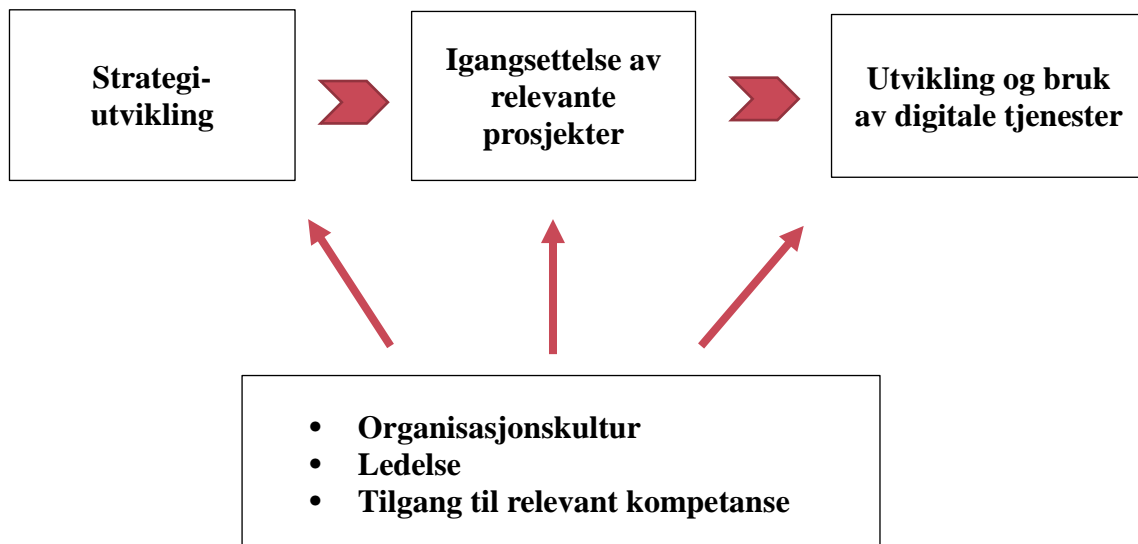 Strategi-
utvikling
Igangsettelse av
relevante
prosjekter
Utvikling og bruk
av digitale tjenester
• Organisasjonskultur
• Ledelse
• Tilgang til relevant kompetanse